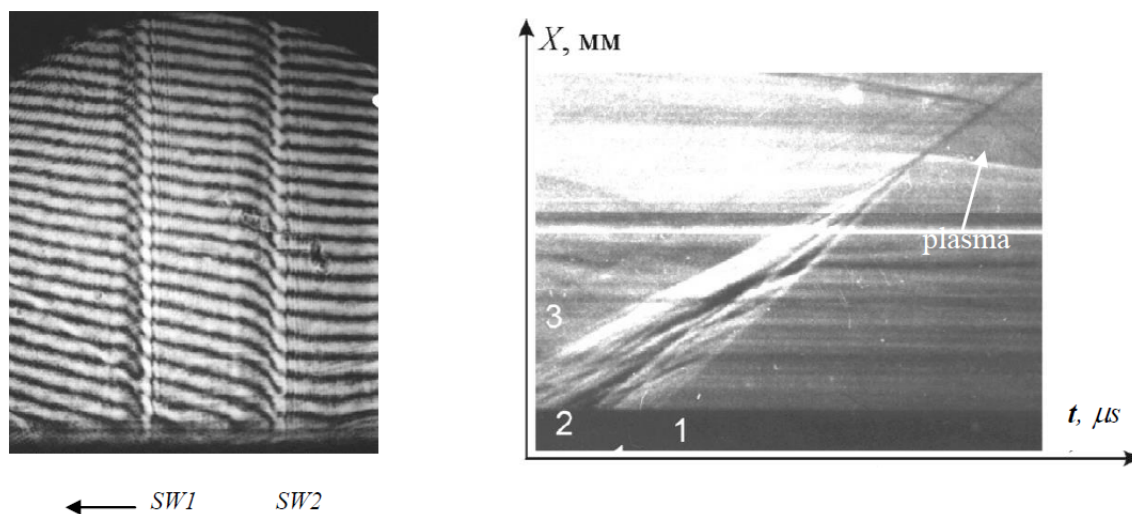 X, мм
plasma
3
2
1
t, μs
SW1 SW2